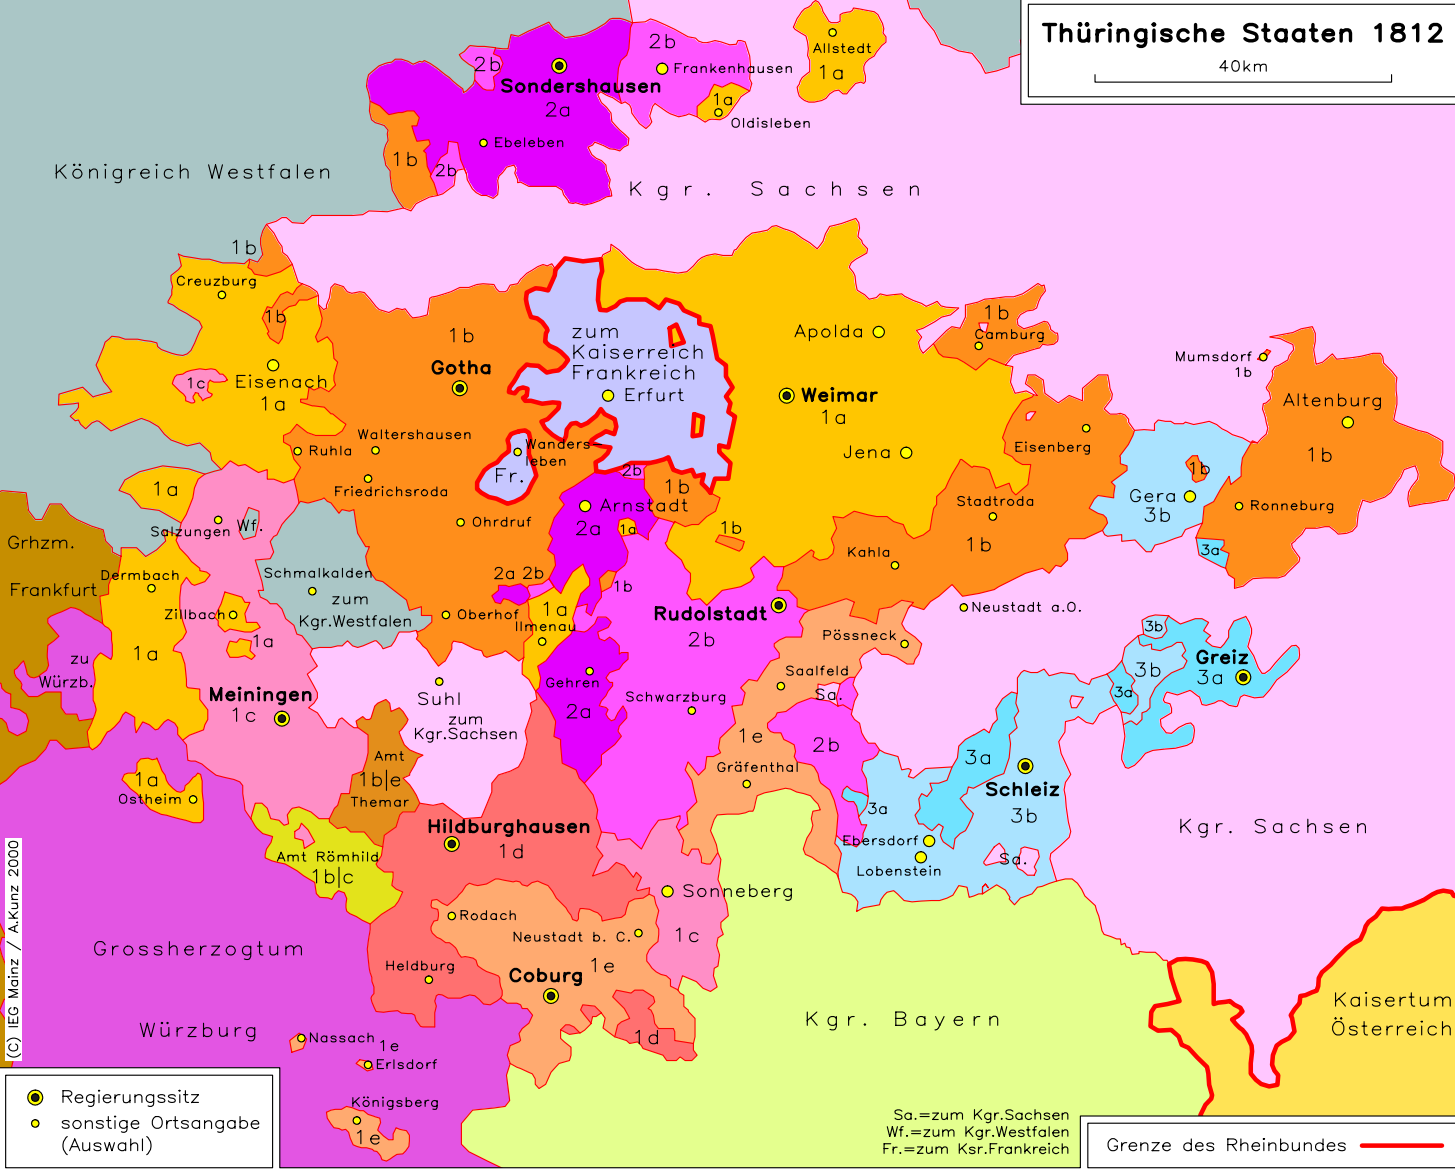 Thüringische Staaten 1812
40km
2b
Allstedt
1a
2b
Frankenhausen
Sondershausen
2a
1a
Oldisleben
Ebeleben
1b
2b
Königreich Westfalen
Kgr. Sachsen
1b
Creuzburg
1b
1b
zum
Kaiserreich
Frankreich
Erfurt
Apolda
1b
Camburg
Mumsdorf
1b
Gotha
Eisenach
1a
1c
Weimar
1a
Altenburg
1b
Waltershausen
Ruhla
Wanders-
leben
Jena
Eisenberg
Fr.
2b
1b
Gera
3b
1b
Friedrichsroda
1a
Arnstadt
2a
1a
Stadtroda
1b
Ronneburg
Salzungen
Wf.
Ohrdruf
1b
Kahla
3a
Grhzm.
Frankfurt
Dermbach
Schmalkalden
zum
Kgr.Westfalen
2a 2b
1b
Zillbach
1a
Oberhof
1a
Ilmenau
Rudolstadt
2b
Neustadt a.O.
Pössneck
3b
1a
zu
Würzb.
Saalfeld
Sa.
3b
3a
Greiz
3a
Meiningen
1c
Suhl
zum
Kgr.Sachsen
Gehren
2a
Schwarzburg
1e
2b
3a
Amt
1b|e
Themar
Gräfenthal
1a
Ostheim
Schleiz
3b
3a
Hildburghausen
1d
Ebersdorf
Lobenstein
Sa.
Kgr. Sachsen
Amt Römhild
1b|c
Sonneberg
Rodach
Neustadt b. C.
1c
Grossherzogtum
Heldburg
Coburg
1e
Kaisertum
Österreich
Würzburg
Nassach
1e
Erlsdorf
1d
Kgr. Bayern
Königsberg
1e
(C) IEG Mainz / A.Kunz 2000
Regierungssitz
sonstige Ortsangabe
(Auswahl)
Sa.=zum Kgr.Sachsen
Wf.=zum Kgr.Westfalen
Fr.=zum Ksr.Frankreich
Grenze des Rheinbundes